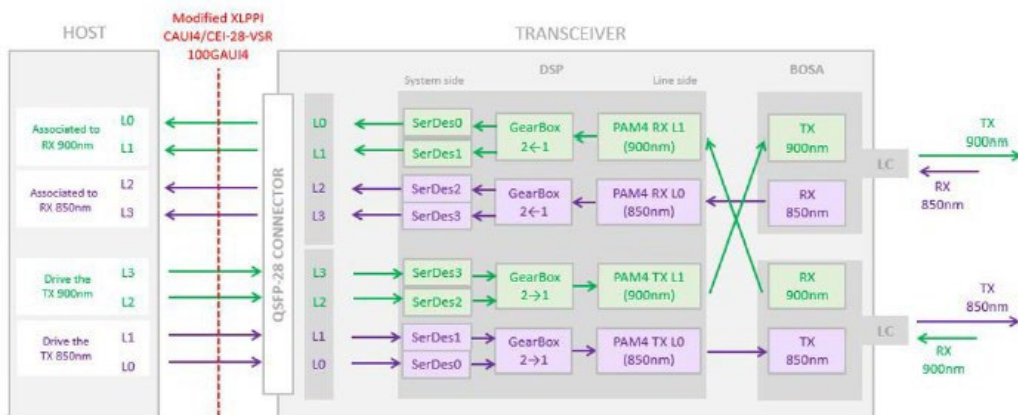 Modified XLPPI
CAUI4/CEI-28-VSR
100GAUI4
HOST
TRANSCEIVER
DSP
BOSA
System side
Line side
Associated to
RX 900nm
L0
L1
Associated to
RX 850nm
L2
L3
Drive the
TX 900nm
L3
L2
Drive the
TX 850nm
L1
L0
QSFP-28 CONNECTOR
L0
L1
L2
L3
L3
L2
L1
L0
SerDes0
SerDes1
SerDes2
SerDes3
SerDes3
SerDes2
SerDes1
SerDes0
GearBox
2←1
GearBox
2←1
GearBox
2→1
GearBox
2→1
PAM4 RX L1
(900nm)
PAM4 RX L0
(850nm)
PAM4 TX L1
(900nm)
PAM4 TX L0
(850nm)
TX
900nm
RX
850nm
RX
900nm
TX
850nm
LC
LC
TX
900nm
RX
850nm
TX
850nm
RX
900nm